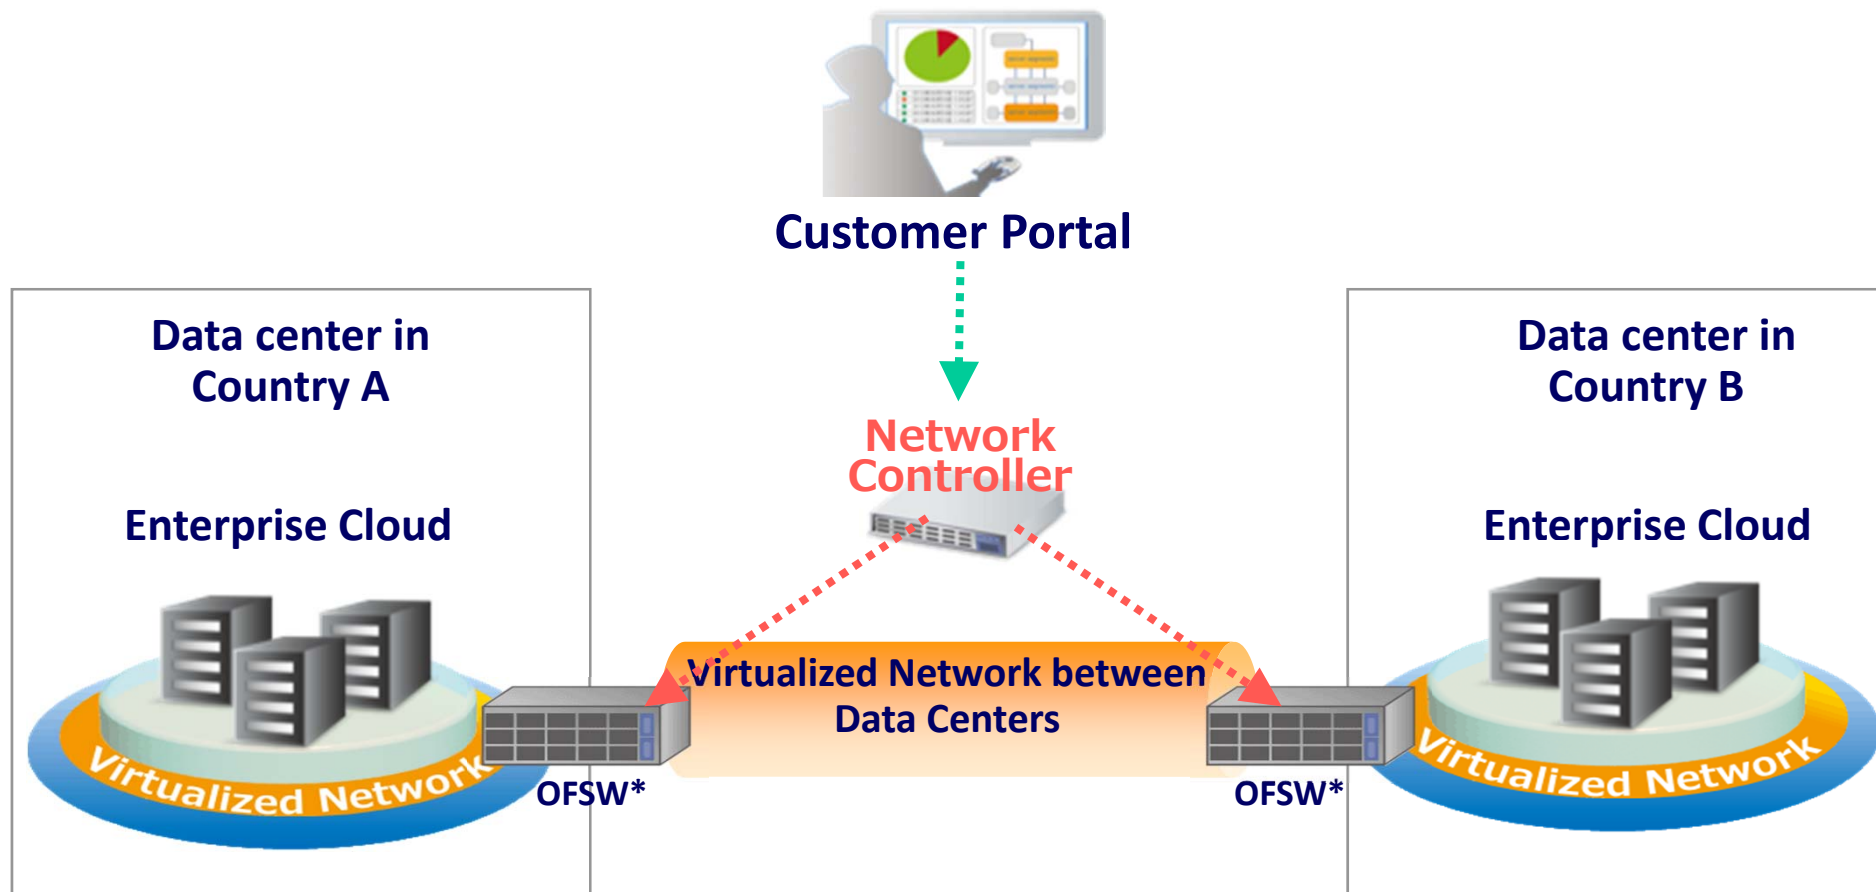 Customer Portal
Data center in
Country A
Enterprise Cloud
Virtualized Network
OFSW*
Network
Controller
Virtualized Network between
Data Centers
Data center in
Country B
Enterprise Cloud
Virtualized Network
OFSW*